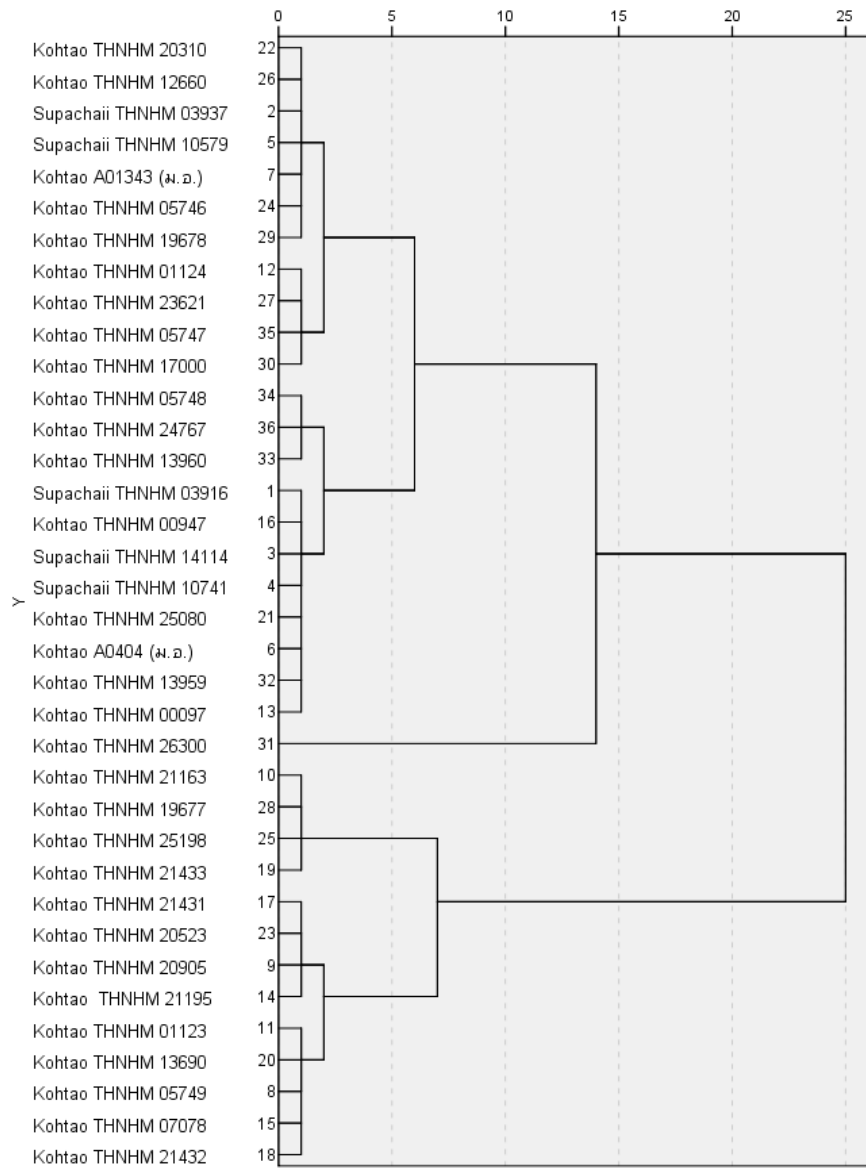 0 5 10 15 20 25
Kohtao THNHM 20310 22
Kohtao THNHM 12660 26
Supachaii THNHM 03937 2
Supachaii THNHM 10579 5
Kohtao A01343 (ม.อ.) 7
Kohtao THNHM 05746 24
Kohtao THNHM 19678 29
Kohtao THNHM 01124 12
Kohtao THNHM 23621 27
Kohtao THNHM 05747 35
Kohtao THNHM 17000 30
Kohtao THNHM 05748 34
Kohtao THNHM 24767 36
Kohtao THNHM 13960 33
Supachaii THNHM 03916 1
Kohtao THNHM 00947 16
Supachaii THNHM 14114 3
Supachaii THNHM 10741 4
Y
Kohtao THNHM 25080 21
Kohtao A0404 (ม.อ.) 6
Kohtao THNHM 13959 32
Kohtao THNHM 00097 13
Kohtao THNHM 26300 31
Kohtao THNHM 21163 10
Kohtao THNHM 19677 28
Kohtao THNHM 25198 25
Kohtao THNHM 21433 19
Kohtao THNHM 21431 17
Kohtao THNHM 20523 23
Kohtao THNHM 20905 9
Kohtao THNHM 21195 14
Kohtao THNHM 01123 11
Kohtao THNHM 13690 20
Kohtao THNHM 05749 8
Kohtao THNHM 07078 15
Kohtao THNHM 21432 18